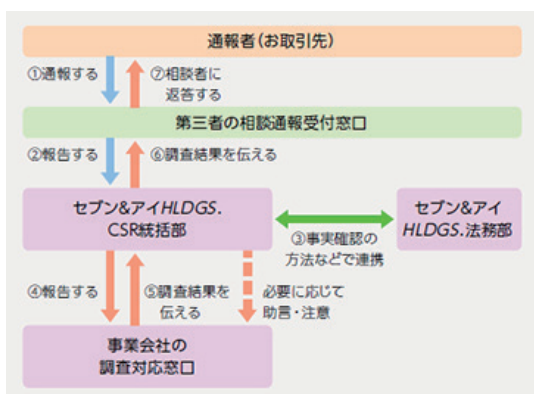 通報者(お取引先)
①通報する
⑦相談者に
返答する
第三者の相談通報受付窓口
②報告する
⑥調査結果を伝える
セブン&アイHLDGS.
CSR統括部
セブン&アイ
HLDGS.法務部
③事実確認の
方法などで連携
④報告する
⑤調査結果を
伝える
必要に応じて
助言・注意
事業会社の
調査対応窓口